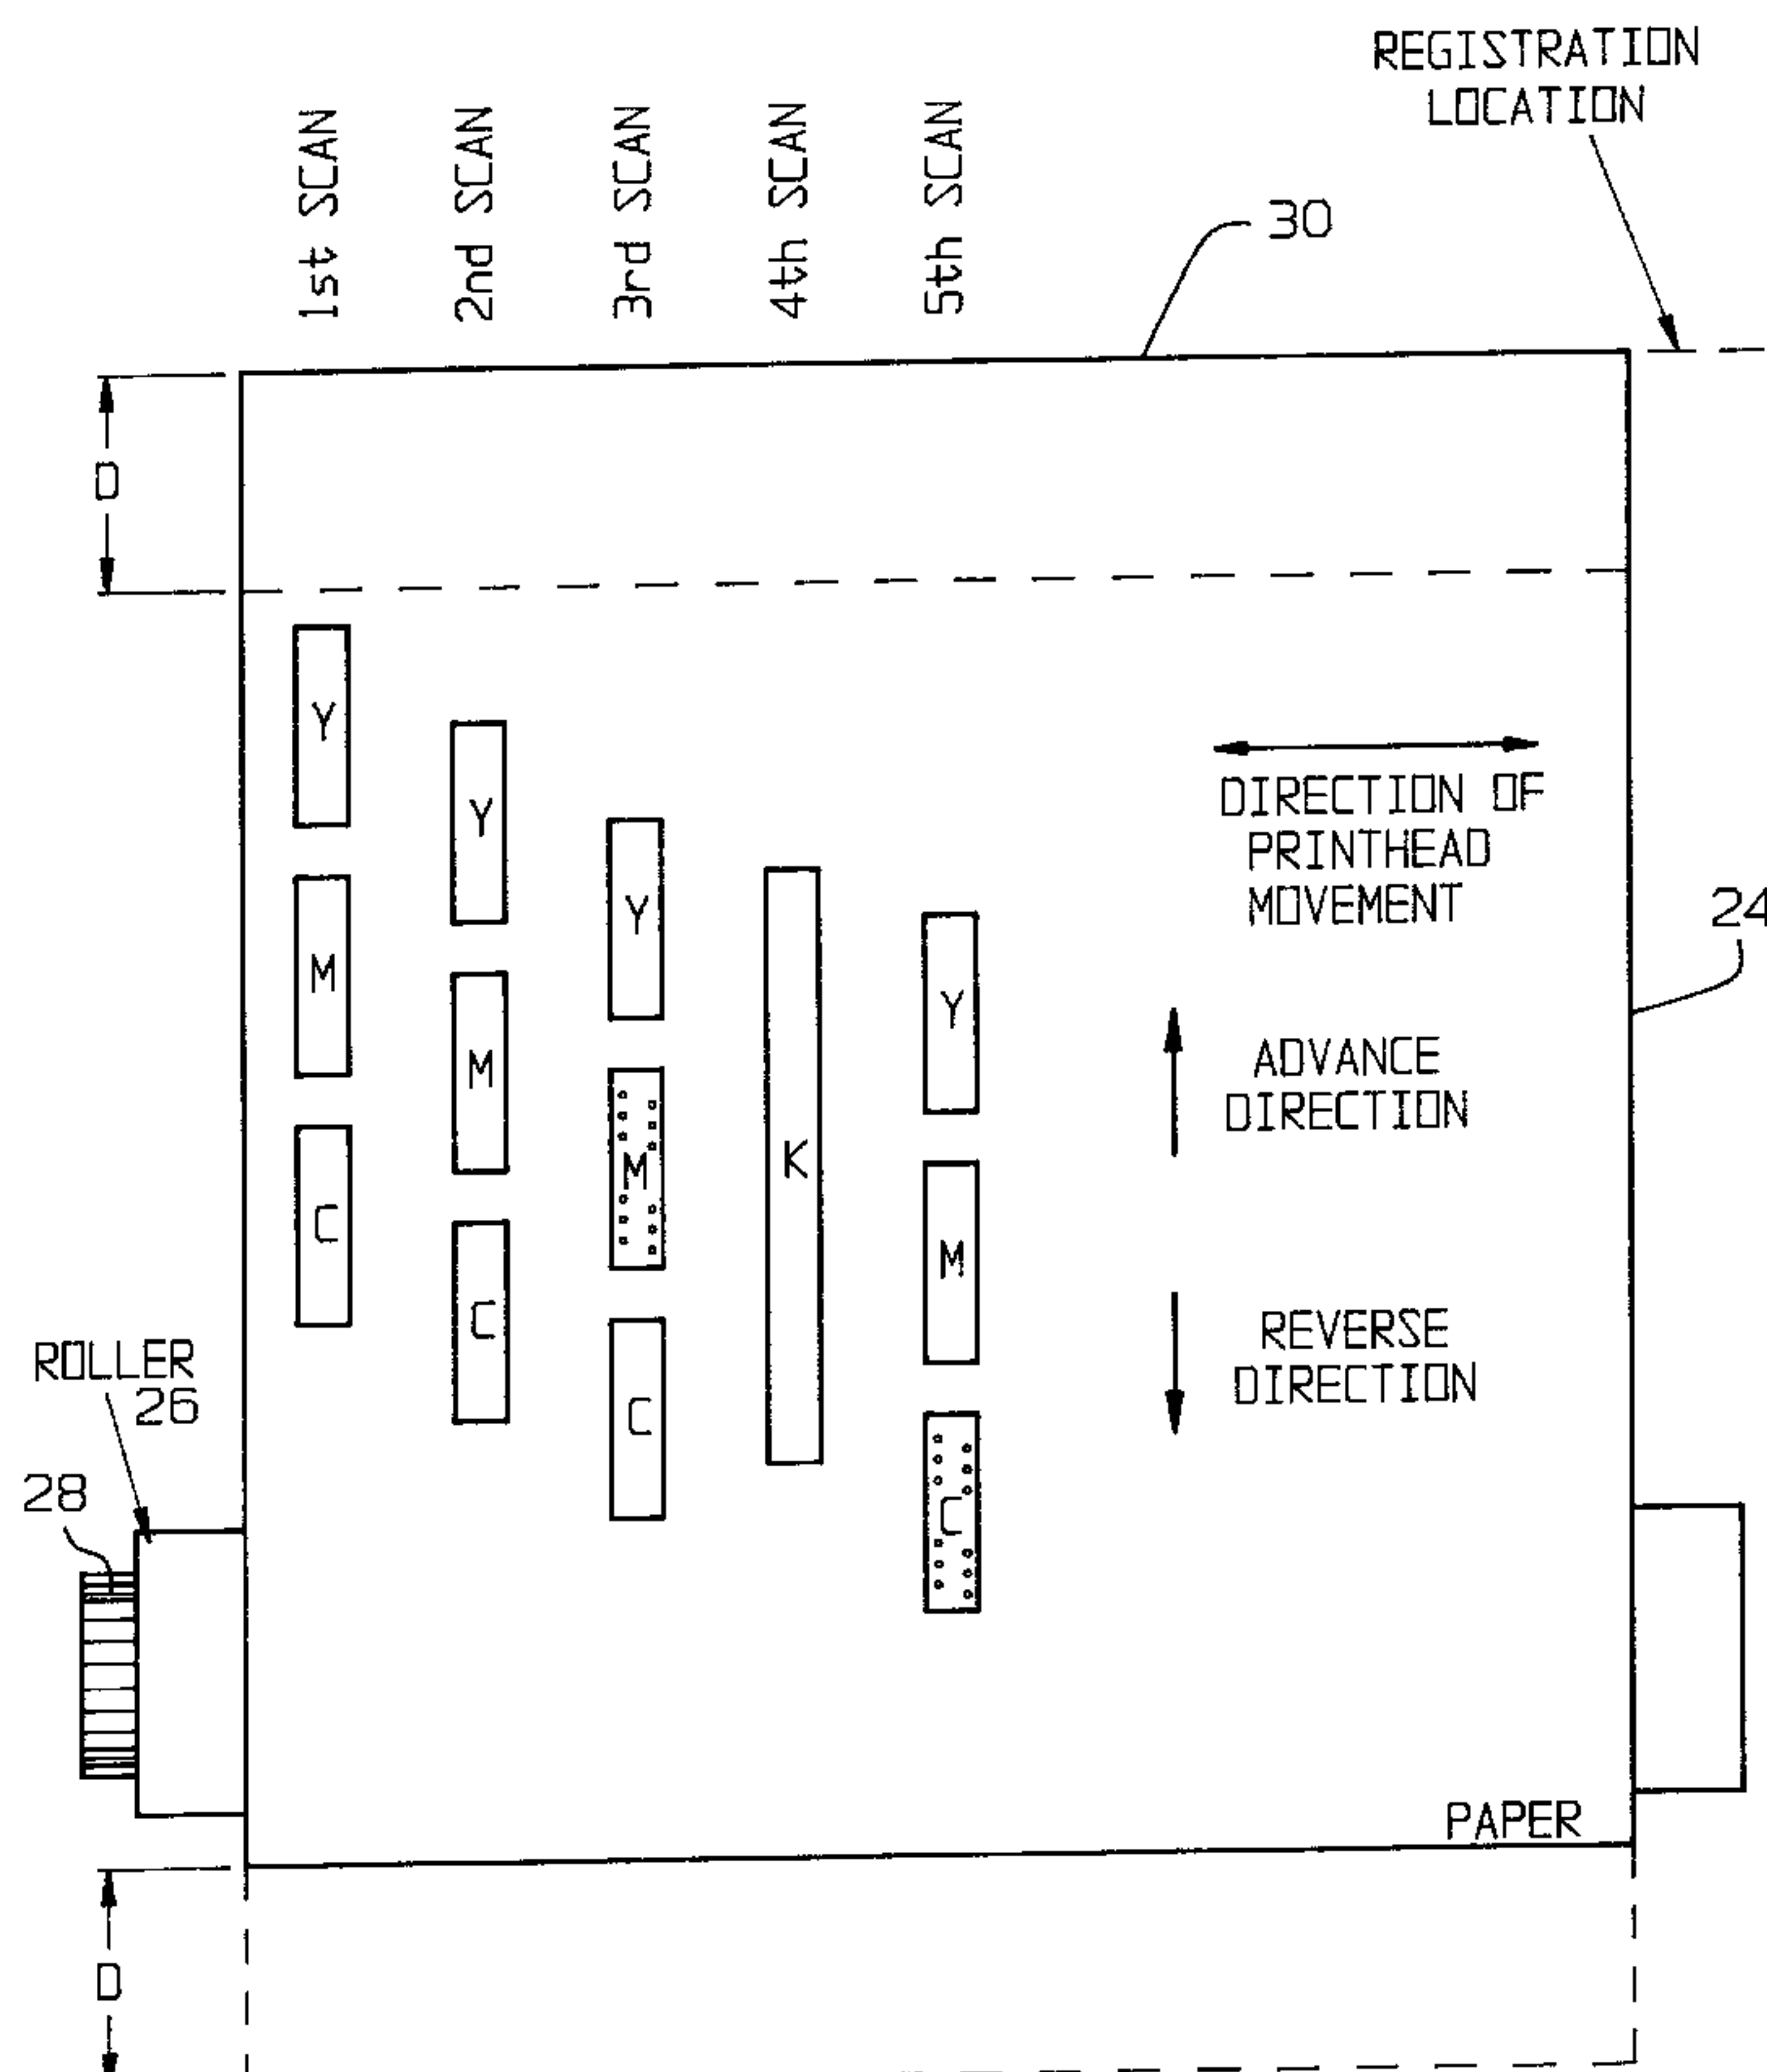 REGISTRATION
LOCATION
1st SCAN
2nd SCAN
3rd SCAN
4th SCAN
5th SCAN
30
D
Y
M
C
Y
M
C
Y
M
C
K
Y
M
C
DIRECTION OF
PRINTHEAD
MOVEMENT
24
ADVANCE
DIRECTION
REVERSE
DIRECTION
ROLLER
26
28
PAPER
D